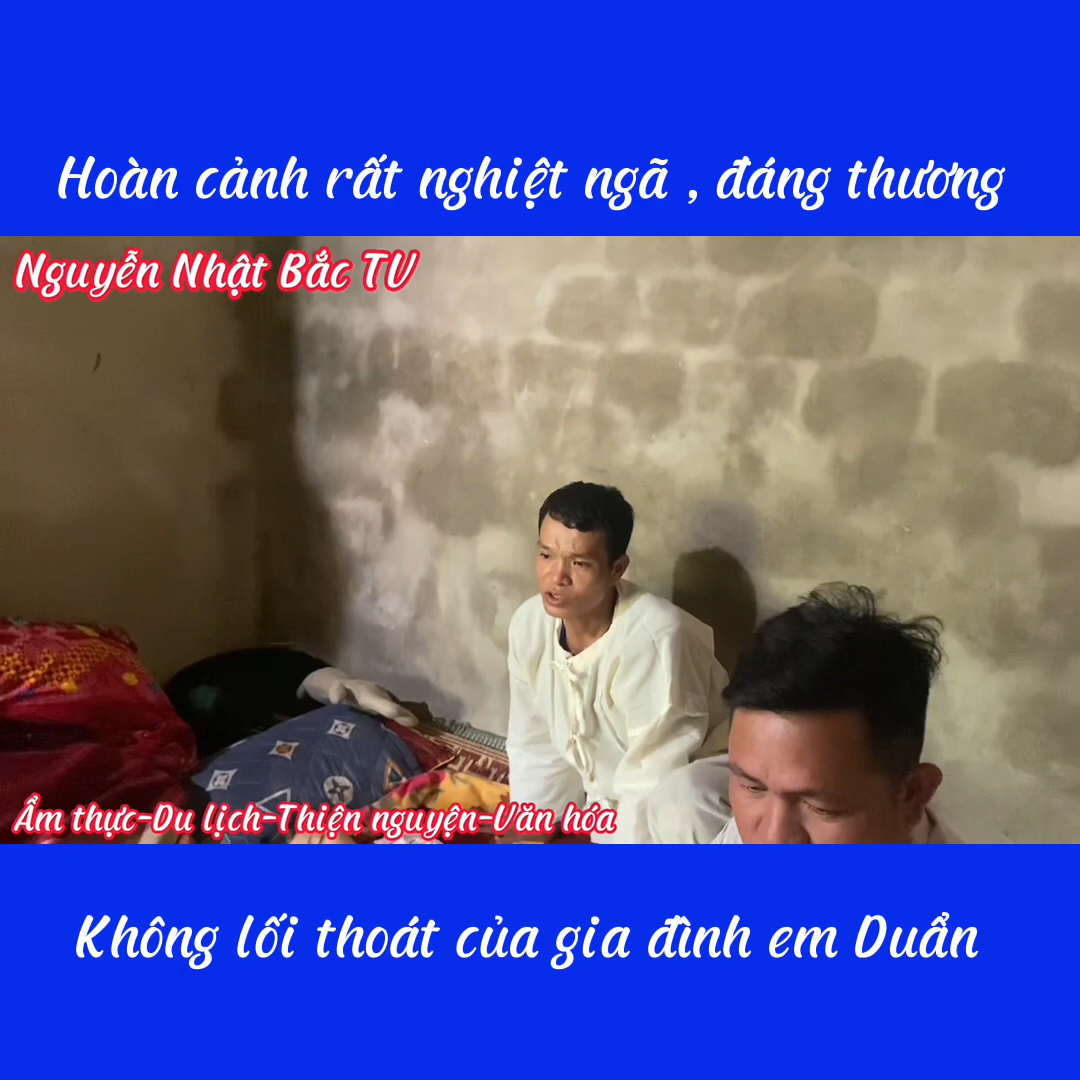 Hoàn cảnh rất nghiệt ngã , đáng thương
Nguyễn Nhật Bắc TV
Ẩm thực-Du lịch-Thiện nguyện-Văn hóa
Không lối thoát của gia đình em Duẩn